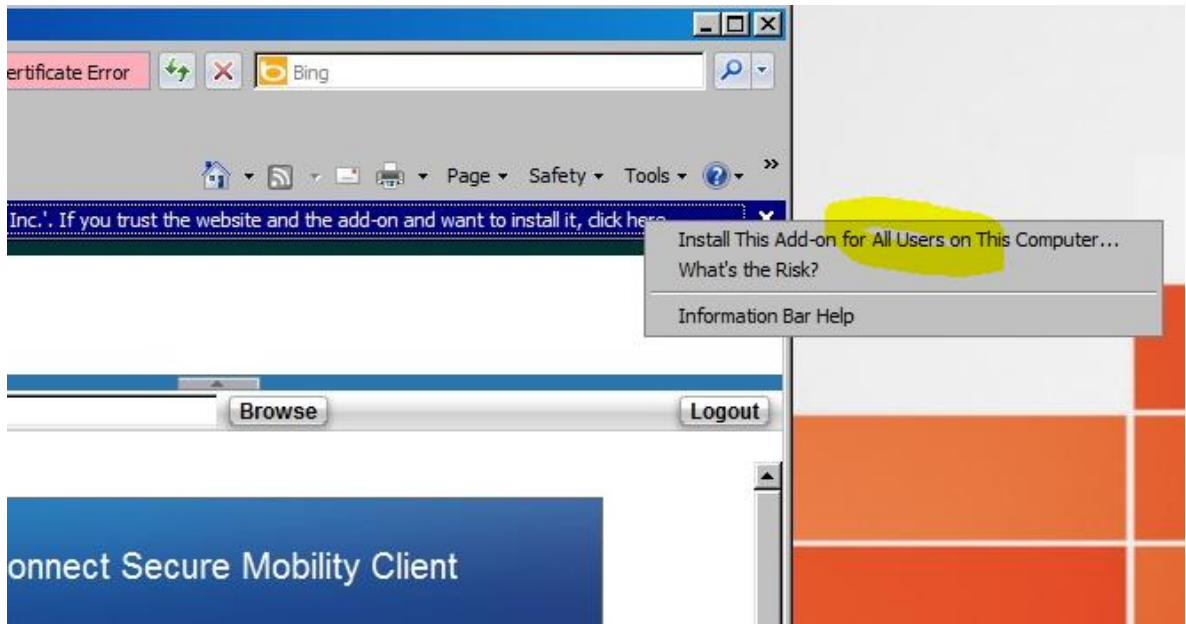 ertificate Error
Bing
Page
Safety
Tools
»
Inc.'. If you trust the website and the add-on and want to install it, click here
Install This Add-on for All Users on This Computer...
What's the Risk?
Information Bar Help
Browse
Logout
onnect Secure Mobility Client